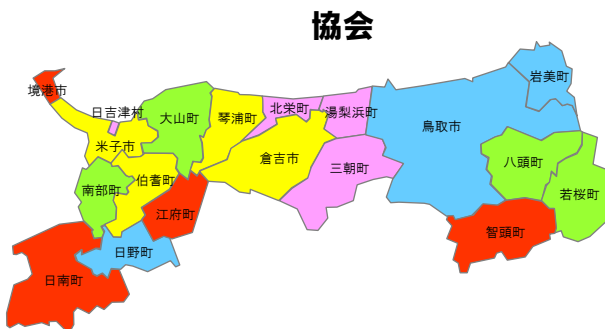 協会
境港市
日吉津村
米子市
大山町
琴浦町
北栄町
湯梨浜町
鳥取市
岩美町
南部町
伯耆町
倉吉市
三朝町
八頭町
若桜町
江府町
智頭町
日野町
日南町